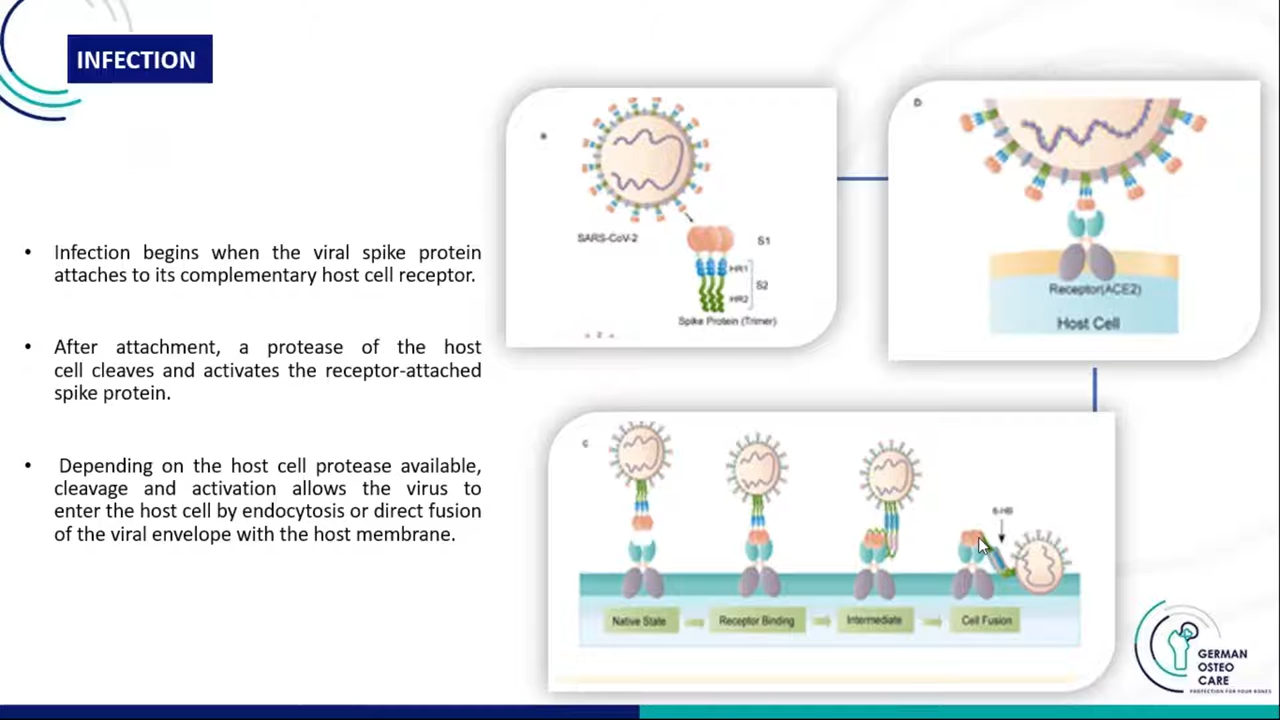 INFECTION
• Infection begins when the viral spike protein
attaches to its complementary host cell receptor.
• After attachment, a protease of the host
cell cleaves and activates the receptor-attached
spike protein.
• Depending on the host cell protease available,
cleavage and activation allows the virus to
enter the host cell by endocytosis or direct fusion
of the viral envelope with the host membrane.
SARS-CoV-2
S1
HR1
S2
HR2
Spike Protein (Trimer)
D
Receptor(ACE2)
Host Cell
C
6-HB
Native State
Receptor Binding
Intermediate
Cell Fusion
GERMAN
OSTEO
CARE
PROTECTION FOR YOUR BONES